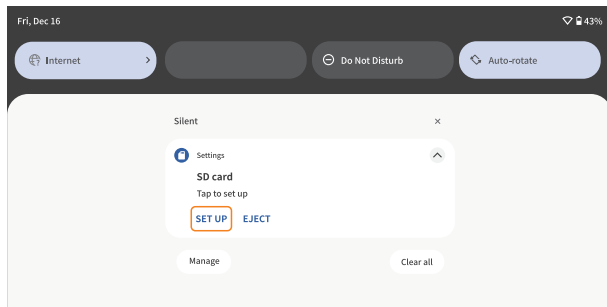 Fri, Dec 16
43%
Internet
Do Not Disturb
Auto-rotate
Silent
Settings
SD card
Tap to set up
SET UP EJECT
Manage
Clear all